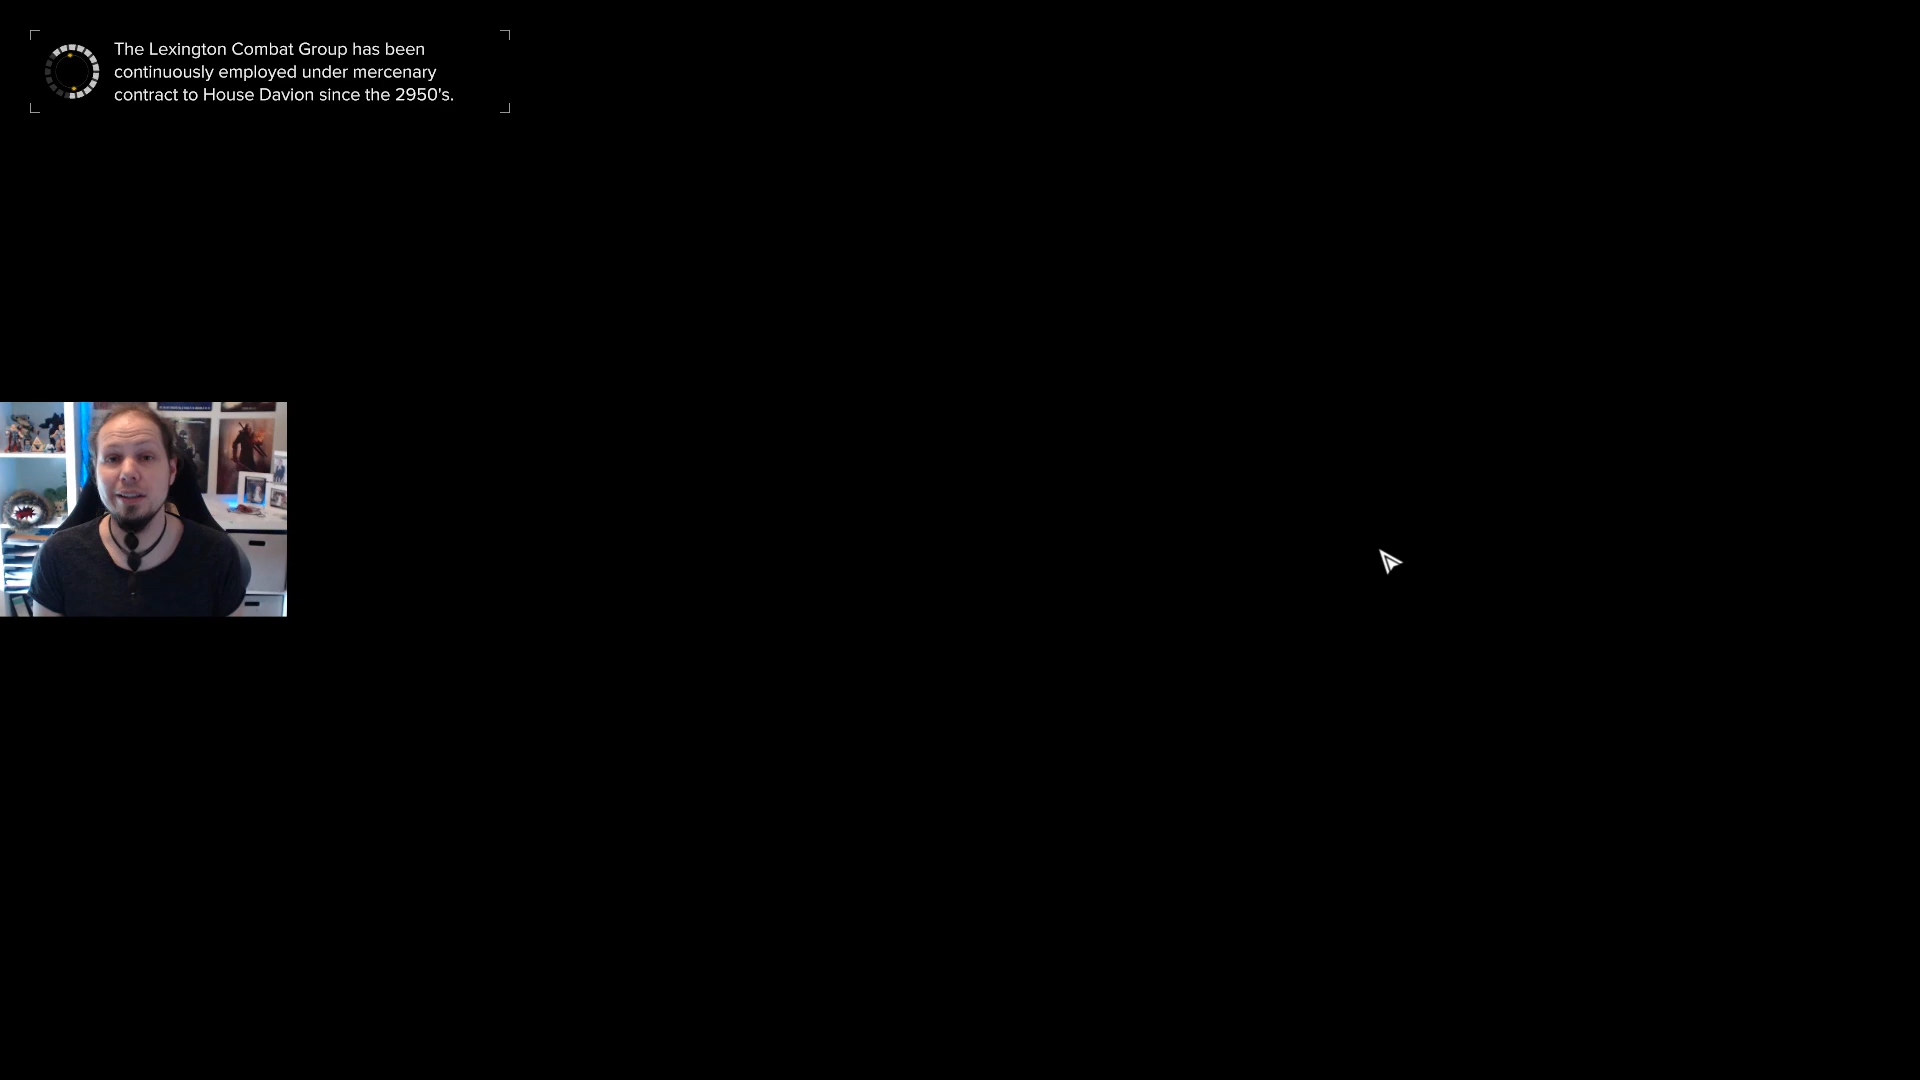 The Lexington Combat Group has been
continuously employed under mercenary
contract to House Davion since the 2950's.